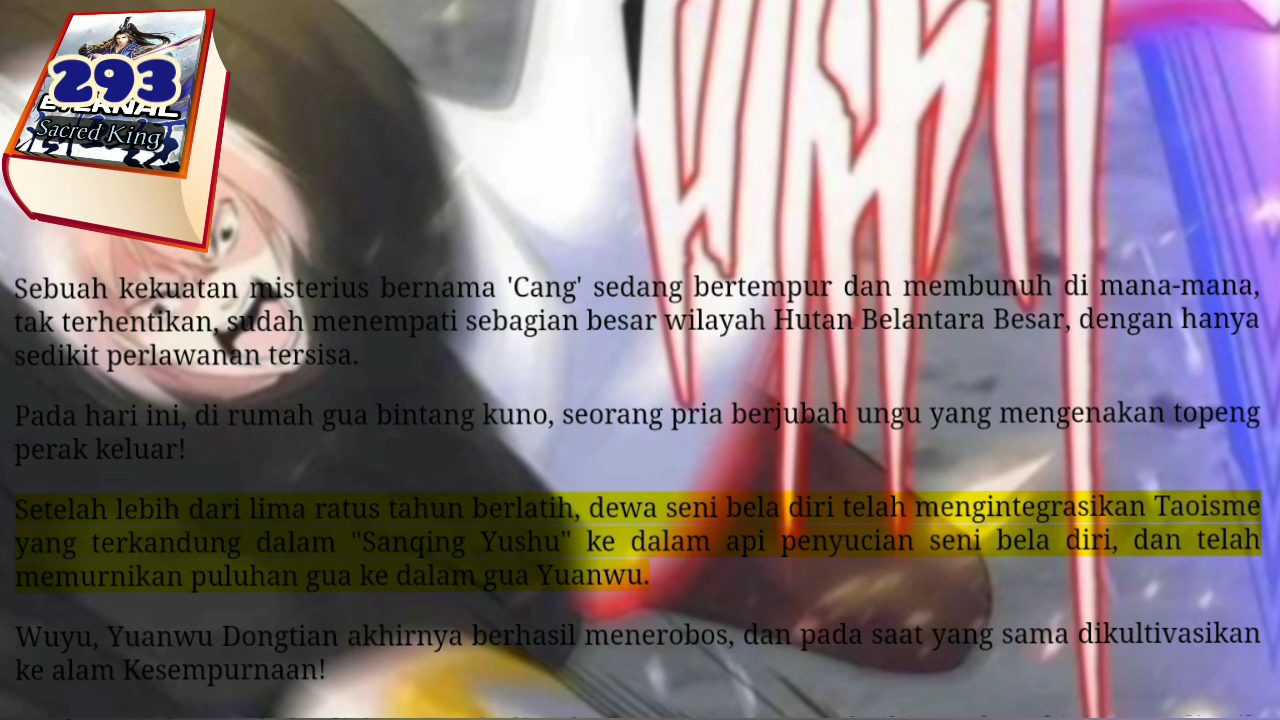 293
ETERNAL
Sacred King
Sebuah kekuatan misterius bernama 'Cang' sedang bertempur dan membunuh di mana-mana,
tak terhentikan, sudah menempati sebagian besar wilayah Hutan Belantara Besar, dengan hanya
sedikit perlawanan tersisa.
Pada hari ini, di rumah gua bintang kuno, seorang pria berjubah ungu yang mengenakan topeng
perak keluar!
Setelah lebih dari lima ratus tahun berlatih, dewa seni bela diri telah mengintegrasikan Taoisme
yang terkandung dalam "Sanqing Yushu" ke dalam api penyucian seni bela diri, dan telah
memurnikan puluhan gua ke dalam gua Yuanwu.
Wuyu, Yuanwu Dongtian akhirnya berhasil menerobos, dan pada saat yang sama dikultivasikan
ke alam Kesempurnaan!